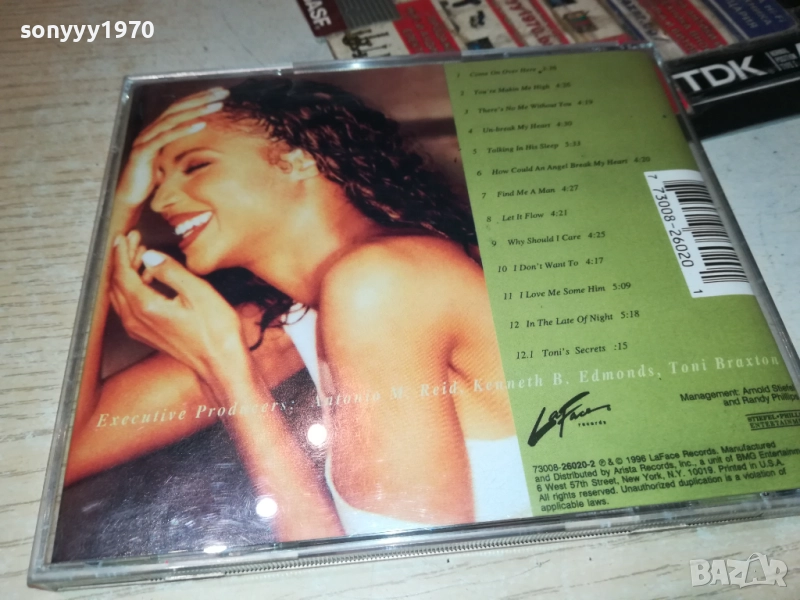 sonyyy1970
BASE
TDK
1 Come On Over Here 3:38
2 You're Makin Me High 4:20
3 There's No Me Without You 4:19
4 Un-break My Heart 4:30
5 Talking In His Sleep 5:33
6 How Could An Angel Break My Heart 4:20
7 Find Me A Man 4:27
8 Let It Flow 4:21
9 Why Should I Care 4:25
10 I Don't Want To 4:17
11 I Love Me Some Him 5:09
12 In The Late Of Night 5:18
12.1 Toni's Secrets :15
7 73008-26020 1
Executive Producers: Antonio M. Reid, Kenneth B. Edmonds, Toni Braxton
LaFace
records
Management: Arnold Stiefel
and Randy Phillips
STIEFEL-PHILL
ENTERTAINME
73008-26020-2 ℗ & © 1996 LaFace Records. Manufactured
and Distributed by Arista Records, Inc., a unit of BMG Entertainm
6 West 57th Street, New York, N.Y. 10019. Printed in U.S.A.
All rights reserved. Unauthorized duplication is a violation of
applicable laws.
BAZAR